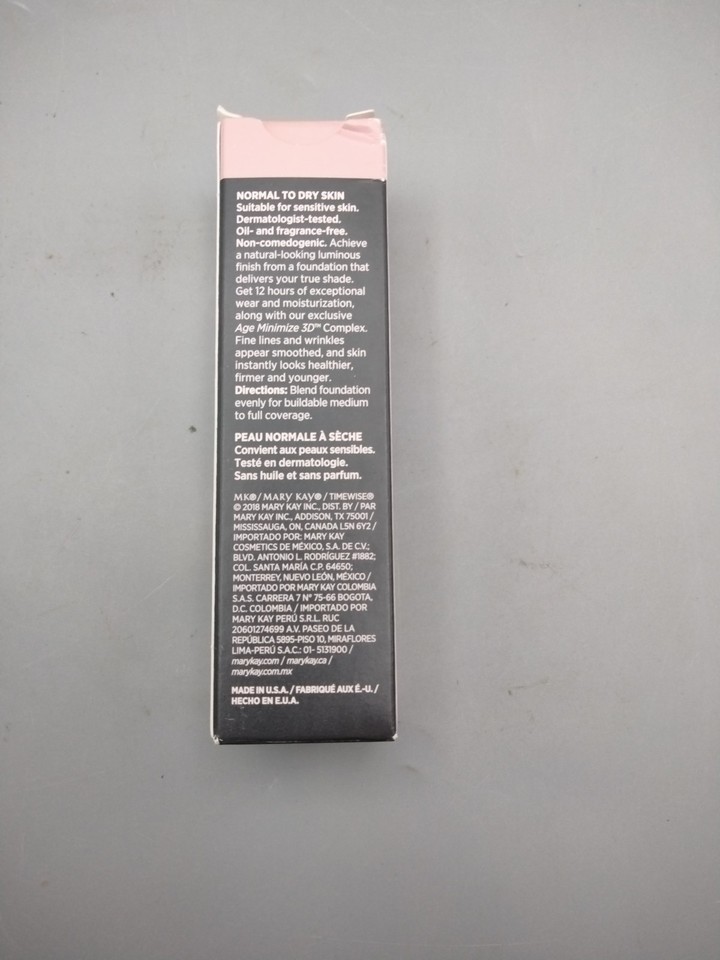 NORMAL TO DRY SKIN
Suitable for sensitive skin.
Dermatologist-tested.
Oil- and fragrance-free.
Non-comedogenic. Achieve
a natural-looking luminous
finish from a foundation that
delivers your true shade.
Get 12 hours of exceptional
wear and moisturization,
along with our exclusive
Age Minimize 3D™ Complex.
Fine lines and wrinkles
appear smoothed, and skin
instantly looks healthier,
firmer and younger.
Directions: Blend foundation
evenly for buildable medium
to full coverage.
PEAU NORMALE À SÈCHE
Convient aux peaux sensibles.
Testé en dermatologie.
Sans huile et sans parfum.
MK® / MARY KAY® / TIMEWISE®
© 2018 MARY KAY INC., DIST. BY / PAR
MARY KAY INC., ADDISON, TX 75001 /
MISSISSAUGA, ON, CANADA L5N 6Y2 /
IMPORTADO POR: MARY KAY
COSMETICS DE MÉXICO, S.A. DE C.V.;
BLVD. ANTONIO L. RODRÍGUEZ #1882;
COL. SANTA MARÍA C.P. 64650;
MONTERREY, NUEVO LEÓN, MÉXICO /
IMPORTADO POR MARY KAY COLOMBIA
S.A.S. CARRERA 7 N° 75-66 BOGOTA,
D.C. COLOMBIA / IMPORTADO POR
MARY KAY PERÚ S.R.L. RUC
20601274699 A.V. PASEO DE LA
REPÚBLICA 5895-PISO 10, MIRAFLORES
LIMA-PERÚ S.A.C.: 01- 5131900 /
marykay.com / marykay.ca /
marykay.com.mx
MADE IN U.S.A. / FABRIQUÉ AUX É.-U. /
HECHO EN E.U.A.